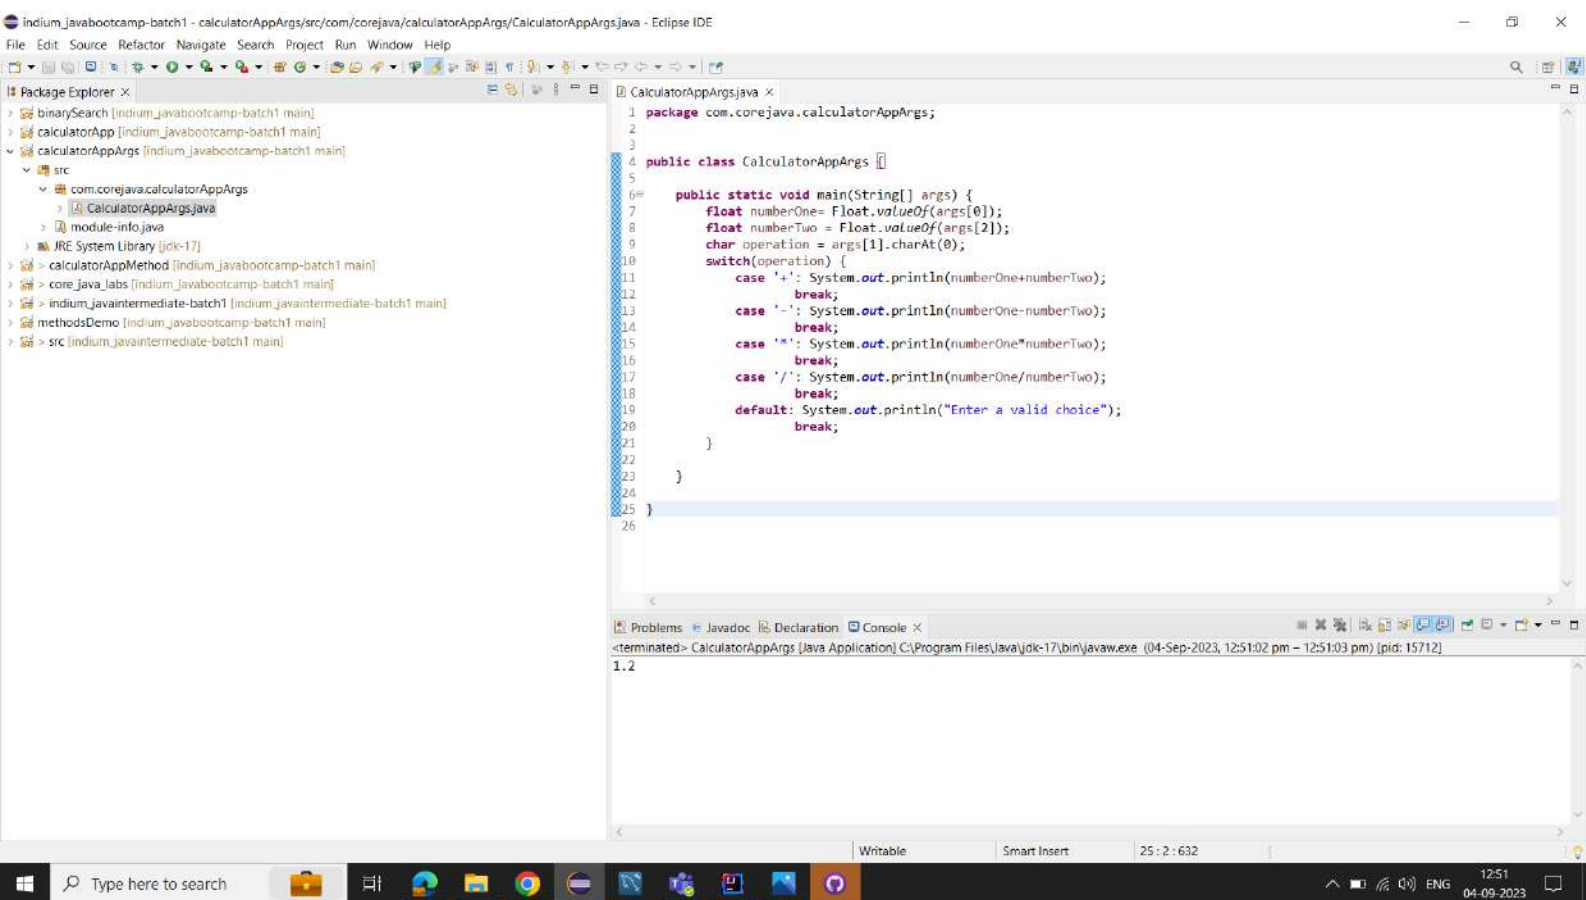 indium_javabootcamp-batch1 - calculatorAppArgs/src/com/corejava/calculatorAppArgs/CalculatorAppArgs.java - Eclipse IDE
File Edit Source Refactor Navigate Search Project Run Window Help
Package Explorer ×
binarySearch [indium_javabootcamp-batch1 main]
calculatorApp [indium_javabootcamp-batch1 main]
calculatorAppArgs [indium_javabootcamp-batch1 main]
src
com.corejava.calculatorAppArgs
CalculatorAppArgs.java
module-info.java
JRE System Library [jdk-17]
> calculatorAppMethod [indium_javabootcamp-batch1 main]
> core_java_labs [indium_javabootcamp-batch1 main]
> indium_javaintermediate-batch1 [indium_javaintermediate-batch1 main]
methodsDemo [indium_javabootcamp-batch1 main]
> src [indium_javaintermediate-batch1 main]
CalculatorAppArgs.java ×
1 package com.corejava.calculatorAppArgs;
2
3
4 public class CalculatorAppArgs {
5
6 public static void main(String[] args) {
7 float numberOne= Float.valueOf(args[0]);
8 float numberTwo = Float.valueOf(args[2]);
9 char operation = args[1].charAt(0);
10 switch(operation) {
11 case '+': System.out.println(numberOne+numberTwo);
12 break;
13 case '-': System.out.println(numberOne-numberTwo);
14 break;
15 case '*': System.out.println(numberOne*numberTwo);
16 break;
17 case '/': System.out.println(numberOne/numberTwo);
18 break;
19 default: System.out.println("Enter a valid choice");
20 break;
21 }
22
23 }
24
25 }
26
Problems Javadoc Declaration Console ×
<terminated> CalculatorAppArgs [Java Application] C:\Program Files\Java\jdk-17\bin\javaw.exe (04-Sep-2023, 12:51:02 pm – 12:51:03 pm) [pid: 15712]
1.2
Writable Smart Insert 25 : 2 : 632
Type here to search
ENG
12:51
04-09-2023